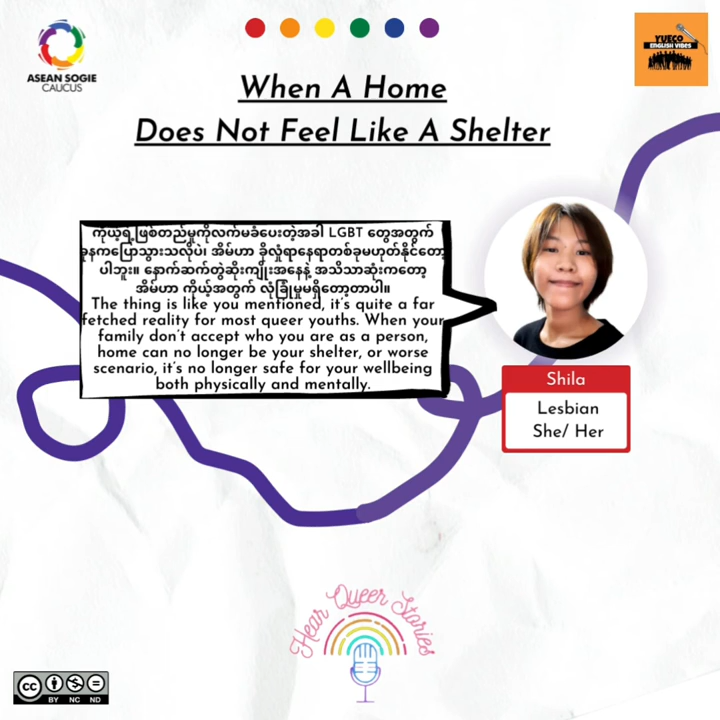 ASEAN SOGIE
CAUCUS
YUECO
ENGLISH VIBES
When A Home
Does Not Feel Like A Shelter
ကိုယ့်ရဲ့ဖြစ်တည်မှုကိုလက်မခံပေးတဲ့အခါ LGBT တွေအတွက်
ခုနကပြောသွားသလိုပဲ၊ အိမ်ဟာ ခိုလှုံရာနေရာတစ်ခုမဟုတ်နိုင်တော့
ပါဘူး။ နောက်ဆက်တွဲဆိုးကျိုးအနေနဲ့ အသိသာဆုံးကတော့
အိမ်ဟာ ကိုယ့်အတွက် လုံခြုံမှုမရှိတော့တာပါ။
The thing is like you mentioned, it's quite a far
fetched reality for most queer youths. When your
family don't accept who you are as a person,
home can no longer be your shelter, or worse
scenario, it's no longer safe for your wellbeing
both physically and mentally.
Shila
Lesbian
She/ Her
Hear Queer Stories
CC BY NC ND